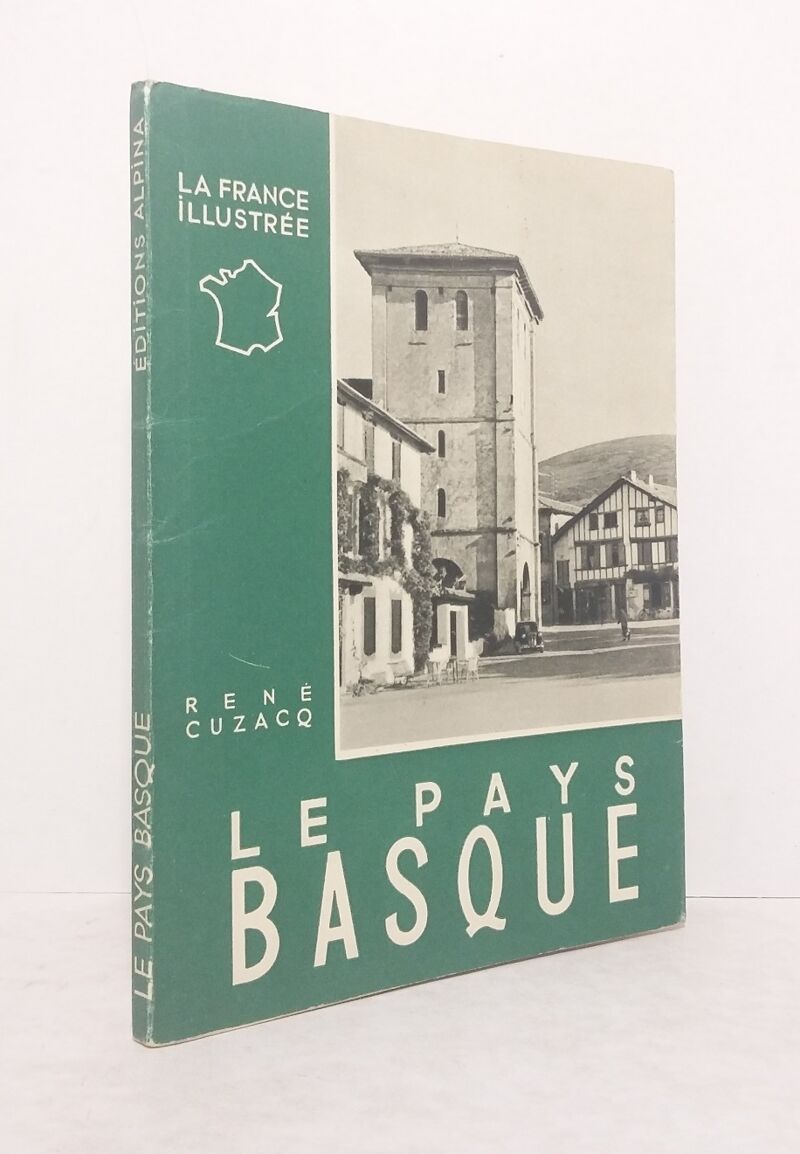 LA FRANCE
iLLUSTRÉE
RENÉ
CUZACQ
LE PAYS
BASQUE
LE PAYS BASQUE
ÉDiTiONS ALPiNA